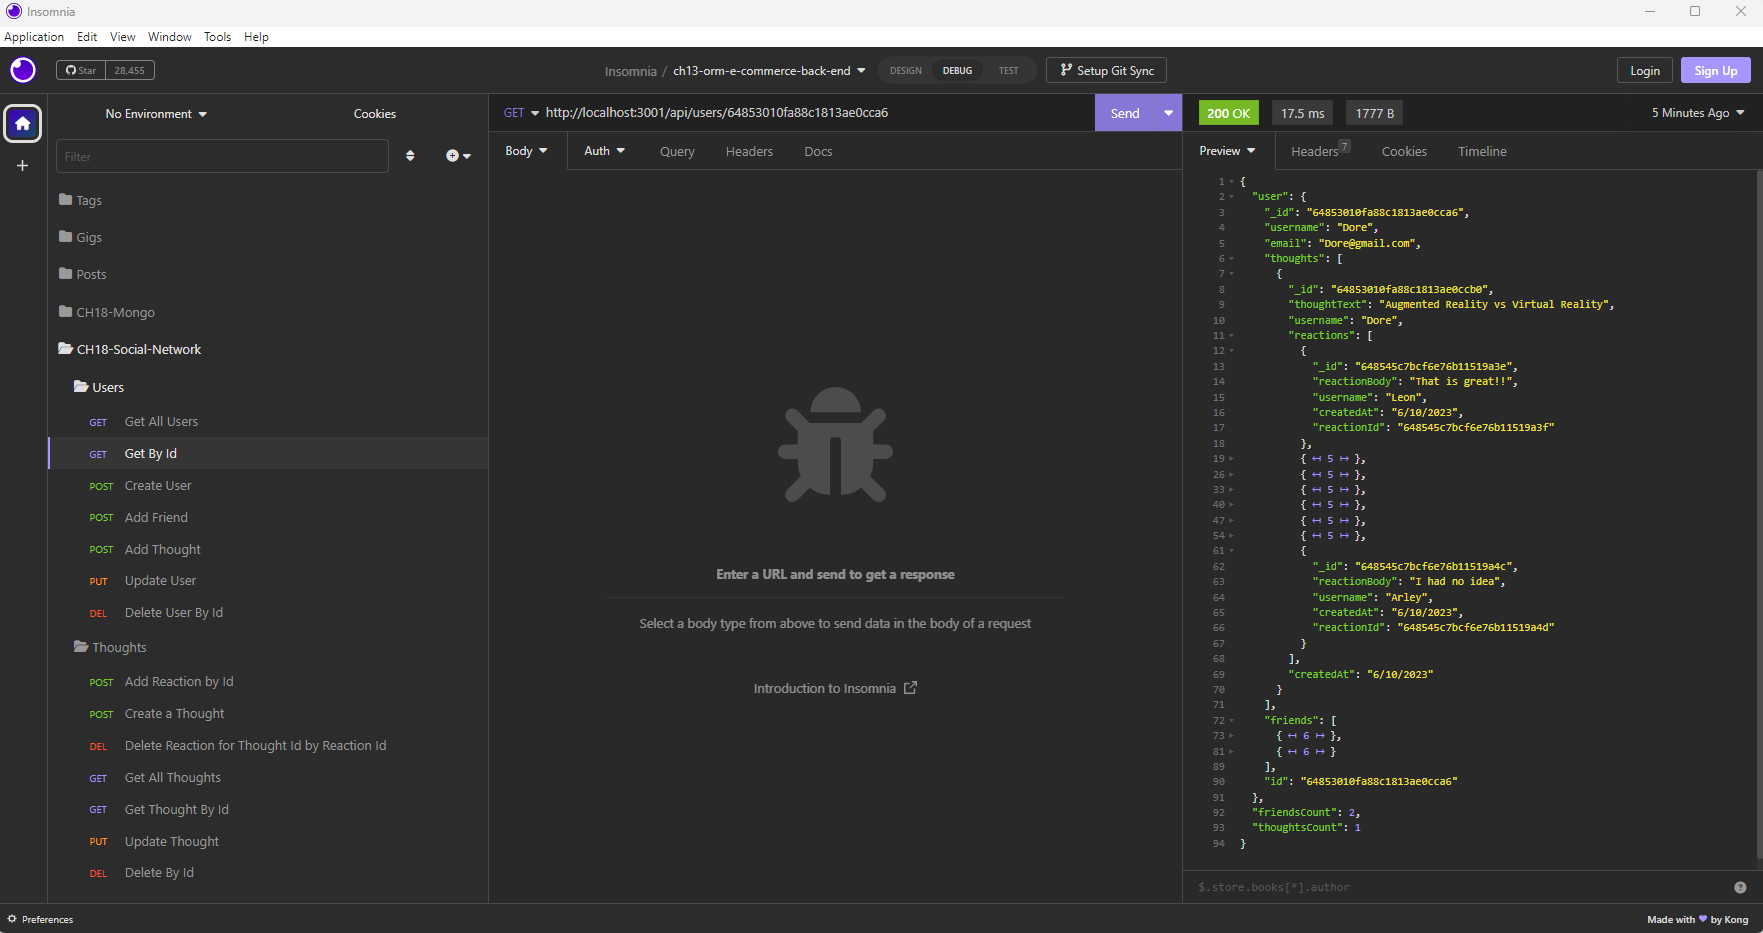 Insomnia
Application Edit View Window Tools Help
Star 28,455
Insomnia / ch13-orm-e-commerce-back-end
DESIGN DEBUG TEST
Setup Git Sync
Login Sign Up
No Environment Cookies
Filter
Tags
Gigs
Posts
CH18-Mongo
CH18-Social-Network
Users
GET Get All Users
GET Get By Id
POST Create User
POST Add Friend
POST Add Thought
PUT Update User
DEL Delete User By Id
Thoughts
POST Add Reaction by Id
POST Create a Thought
DEL Delete Reaction for Thought Id by Reaction Id
GET Get All Thoughts
GET Get Thought By Id
PUT Update Thought
DEL Delete By Id
Preferences
GET http://localhost:3001/api/users/64853010fa88c1813ae0cca6 Send
Body Auth Query Headers Docs
Enter a URL and send to get a response
Select a body type from above to send data in the body of a request
Introduction to Insomnia
200 OK 17.5 ms 1777 B 5 Minutes Ago
Preview Headers 7 Cookies Timeline
1 {
2 "user": {
3 "_id": "64853010fa88c1813ae0cca6",
4 "username": "Dore",
5 "email": "Dore@gmail.com",
6 "thoughts": [
7 {
8 "_id": "64853010fa88c1813ae0ccb0",
9 "thoughtText": "Augmented Reality vs Virtual Reality",
10 "username": "Dore",
11 "reactions": [
12 {
13 "_id": "648545c7bcf6e76b11519a3e",
14 "reactionBody": "That is great!!",
15 "username": "Leon",
16 "createdAt": "6/10/2023",
17 "reactionId": "648545c7bcf6e76b11519a3f"
18 },
19 { ↤ 5 ↦ },
26 { ↤ 5 ↦ },
33 { ↤ 5 ↦ },
40 { ↤ 5 ↦ },
47 { ↤ 5 ↦ },
54 { ↤ 5 ↦ },
61 {
62 "_id": "648545c7bcf6e76b11519a4c",
63 "reactionBody": "I had no idea",
64 "username": "Arley",
65 "createdAt": "6/10/2023",
66 "reactionId": "648545c7bcf6e76b11519a4d"
67 }
68 ],
69 "createdAt": "6/10/2023"
70 }
71 ],
72 "friends": [
73 { ↤ 6 ↦ },
81 { ↤ 6 ↦ }
89 ],
90 "id": "64853010fa88c1813ae0cca6"
91 },
92 "friendsCount": 2,
93 "thoughtsCount": 1
94 }
$.store.books[*].author
Made with ♥ by Kong